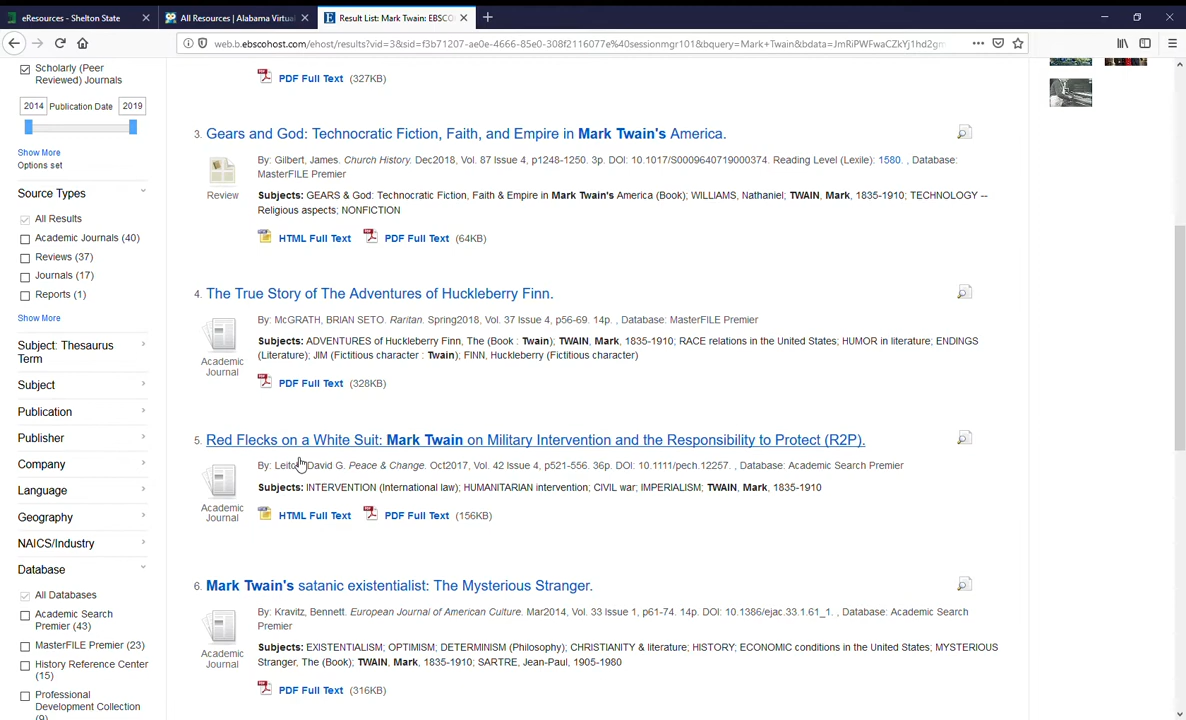 eResources - Shelton State
All Resources | Alabama Virtual
Result List: Mark Twain: EBSCO
web.b.ebscohost.com/ehost/results?vid=3&sid=f3b71207-ae0e-4666-85e0-308f2116077e%40sessionmgr101&bquery=Mark+Twain&bdata=JmRiPWFwaCZkYj1hd2gm
Scholarly (Peer
Reviewed) Journals
2014 Publication Date 2019
Show More
Options set
Source Types
All Results
Academic Journals (40)
Reviews (37)
Journals (17)
Reports (1)
Show More
Subject: Thesaurus
Term
Subject
Publication
Publisher
Company
Language
Geography
NAICS/Industry
Database
All Databases
Academic Search
Premier (43)
MasterFILE Premier (23)
History Reference Center
(15)
Professional
Development Collection
(9)
PDF Full Text (327KB)
3. Gears and God: Technocratic Fiction, Faith, and Empire in Mark Twain's America.
Review
By: Gilbert, James. Church History. Dec2018, Vol. 87 Issue 4, p1248-1250. 3p. DOI: 10.1017/S0009640719000374. Reading Level (Lexile): 1580. , Database:
MasterFILE Premier
Subjects: GEARS & God: Technocratic Fiction, Faith & Empire in Mark Twain's America (Book); WILLIAMS, Nathaniel; TWAIN, Mark, 1835-1910; TECHNOLOGY --
Religious aspects; NONFICTION
HTML Full Text PDF Full Text (64KB)
4. The True Story of The Adventures of Huckleberry Finn.
Academic
Journal
By: McGRATH, BRIAN SETO. Raritan. Spring2018, Vol. 37 Issue 4, p56-69. 14p. , Database: MasterFILE Premier
Subjects: ADVENTURES of Huckleberry Finn, The (Book : Twain); TWAIN, Mark, 1835-1910; RACE relations in the United States; HUMOR in literature; ENDINGS
(Literature); JIM (Fictitious character : Twain); FINN, Huckleberry (Fictitious character)
PDF Full Text (328KB)
5. Red Flecks on a White Suit: Mark Twain on Military Intervention and the Responsibility to Protect (R2P).
Academic
Journal
By: David G. Peace & Change. Oct2017, Vol. 42 Issue 4, p521-556. 36p. DOI: 10.1111/pech.12257. , Database: Academic Search Premier
Subjects: INTERVENTION (International law); HUMANITARIAN intervention; CIVIL war; IMPERIALISM; TWAIN, Mark, 1835-1910
HTML Full Text PDF Full Text (156KB)
6. Mark Twain's satanic existentialist: The Mysterious Stranger.
Academic
Journal
By: Kravitz, Bennett. European Journal of American Culture. Mar2014, Vol. 33 Issue 1, p61-74. 14p. DOI: 10.1386/ejac.33.1.61_1. , Database: Academic Search
Premier
Subjects: EXISTENTIALISM; OPTIMISM; DETERMINISM (Philosophy); CHRISTIANITY & literature; HISTORY; ECONOMIC conditions in the United States; MYSTERIOUS
Stranger, The (Book); TWAIN, Mark, 1835-1910; SARTRE, Jean-Paul, 1905-1980
PDF Full Text (316KB)